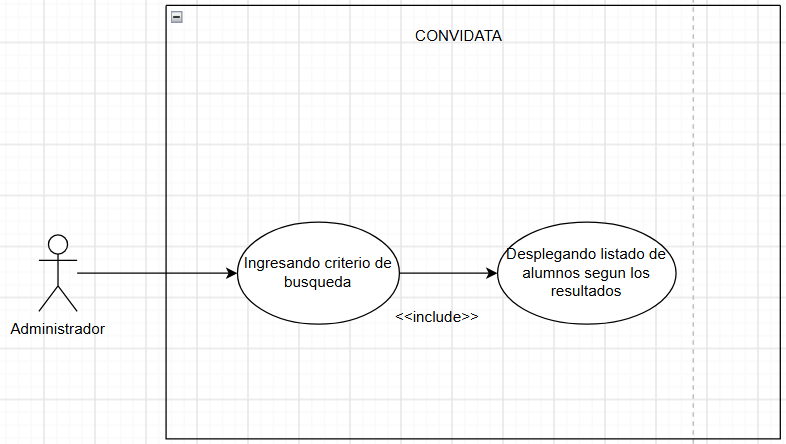 CONVIDATA
Ingresando criterio de
busqueda
Desplegando listado de
alumnos segun los
resultados
<<include>>
Administrador